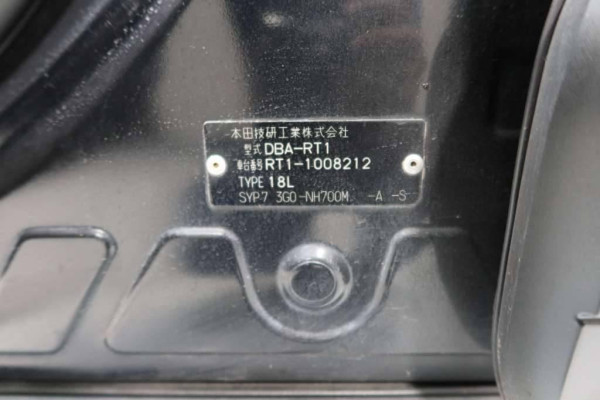 本田技研工業株式会社
型式 DBA-RT1
車台番号 RT1-1008212
TYPE 18L
SYP7 3G0-NH700M -A -S